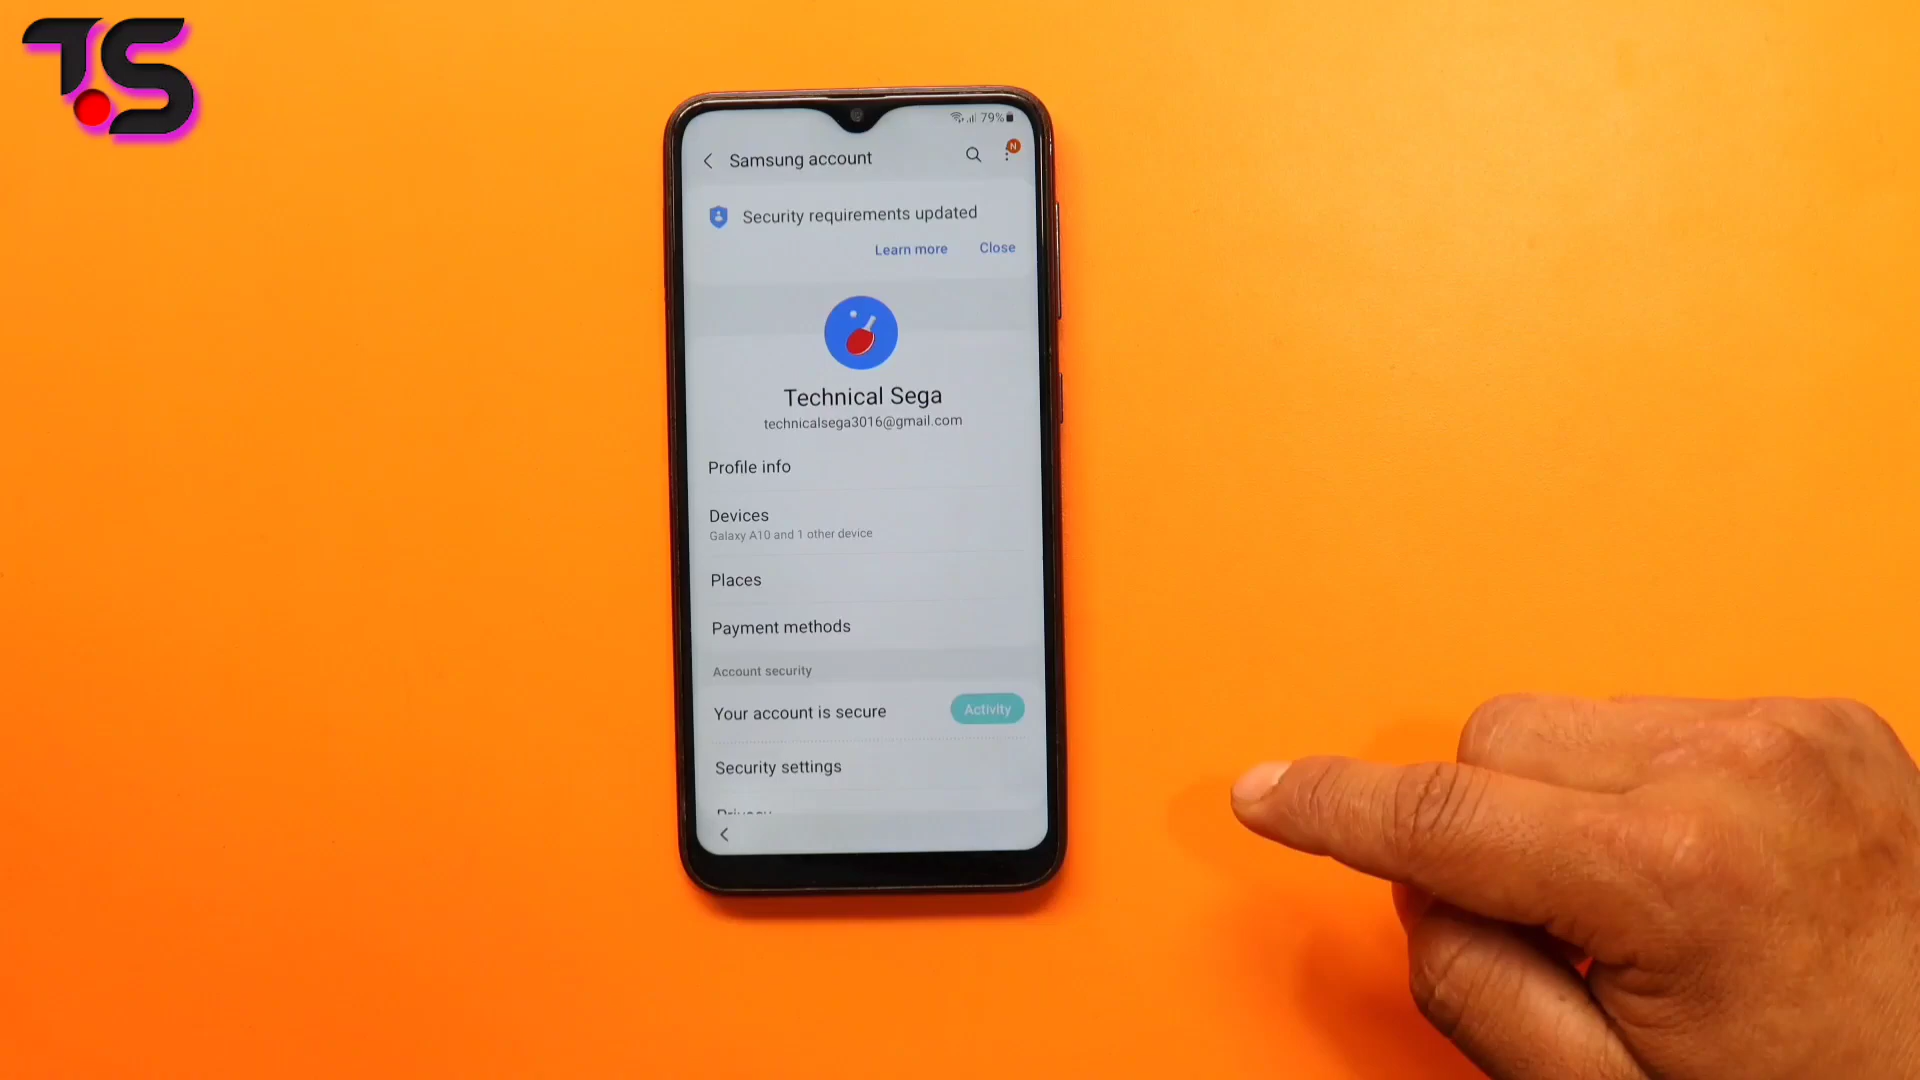 TS
79%
Samsung account
N
Security requirements updated
Learn more Close
Technical Sega
technicalsega3016@gmail.com
Profile info
Devices
Galaxy A10 and 1 other device
Places
Payment methods
Account security
Your account is secure Activity
Security settings
Privacy